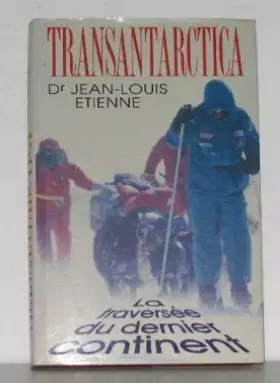 TRANSANTARCTICA
Dr JEAN-LOUIS
ETIENNE
La
traversée
du dernier
continent